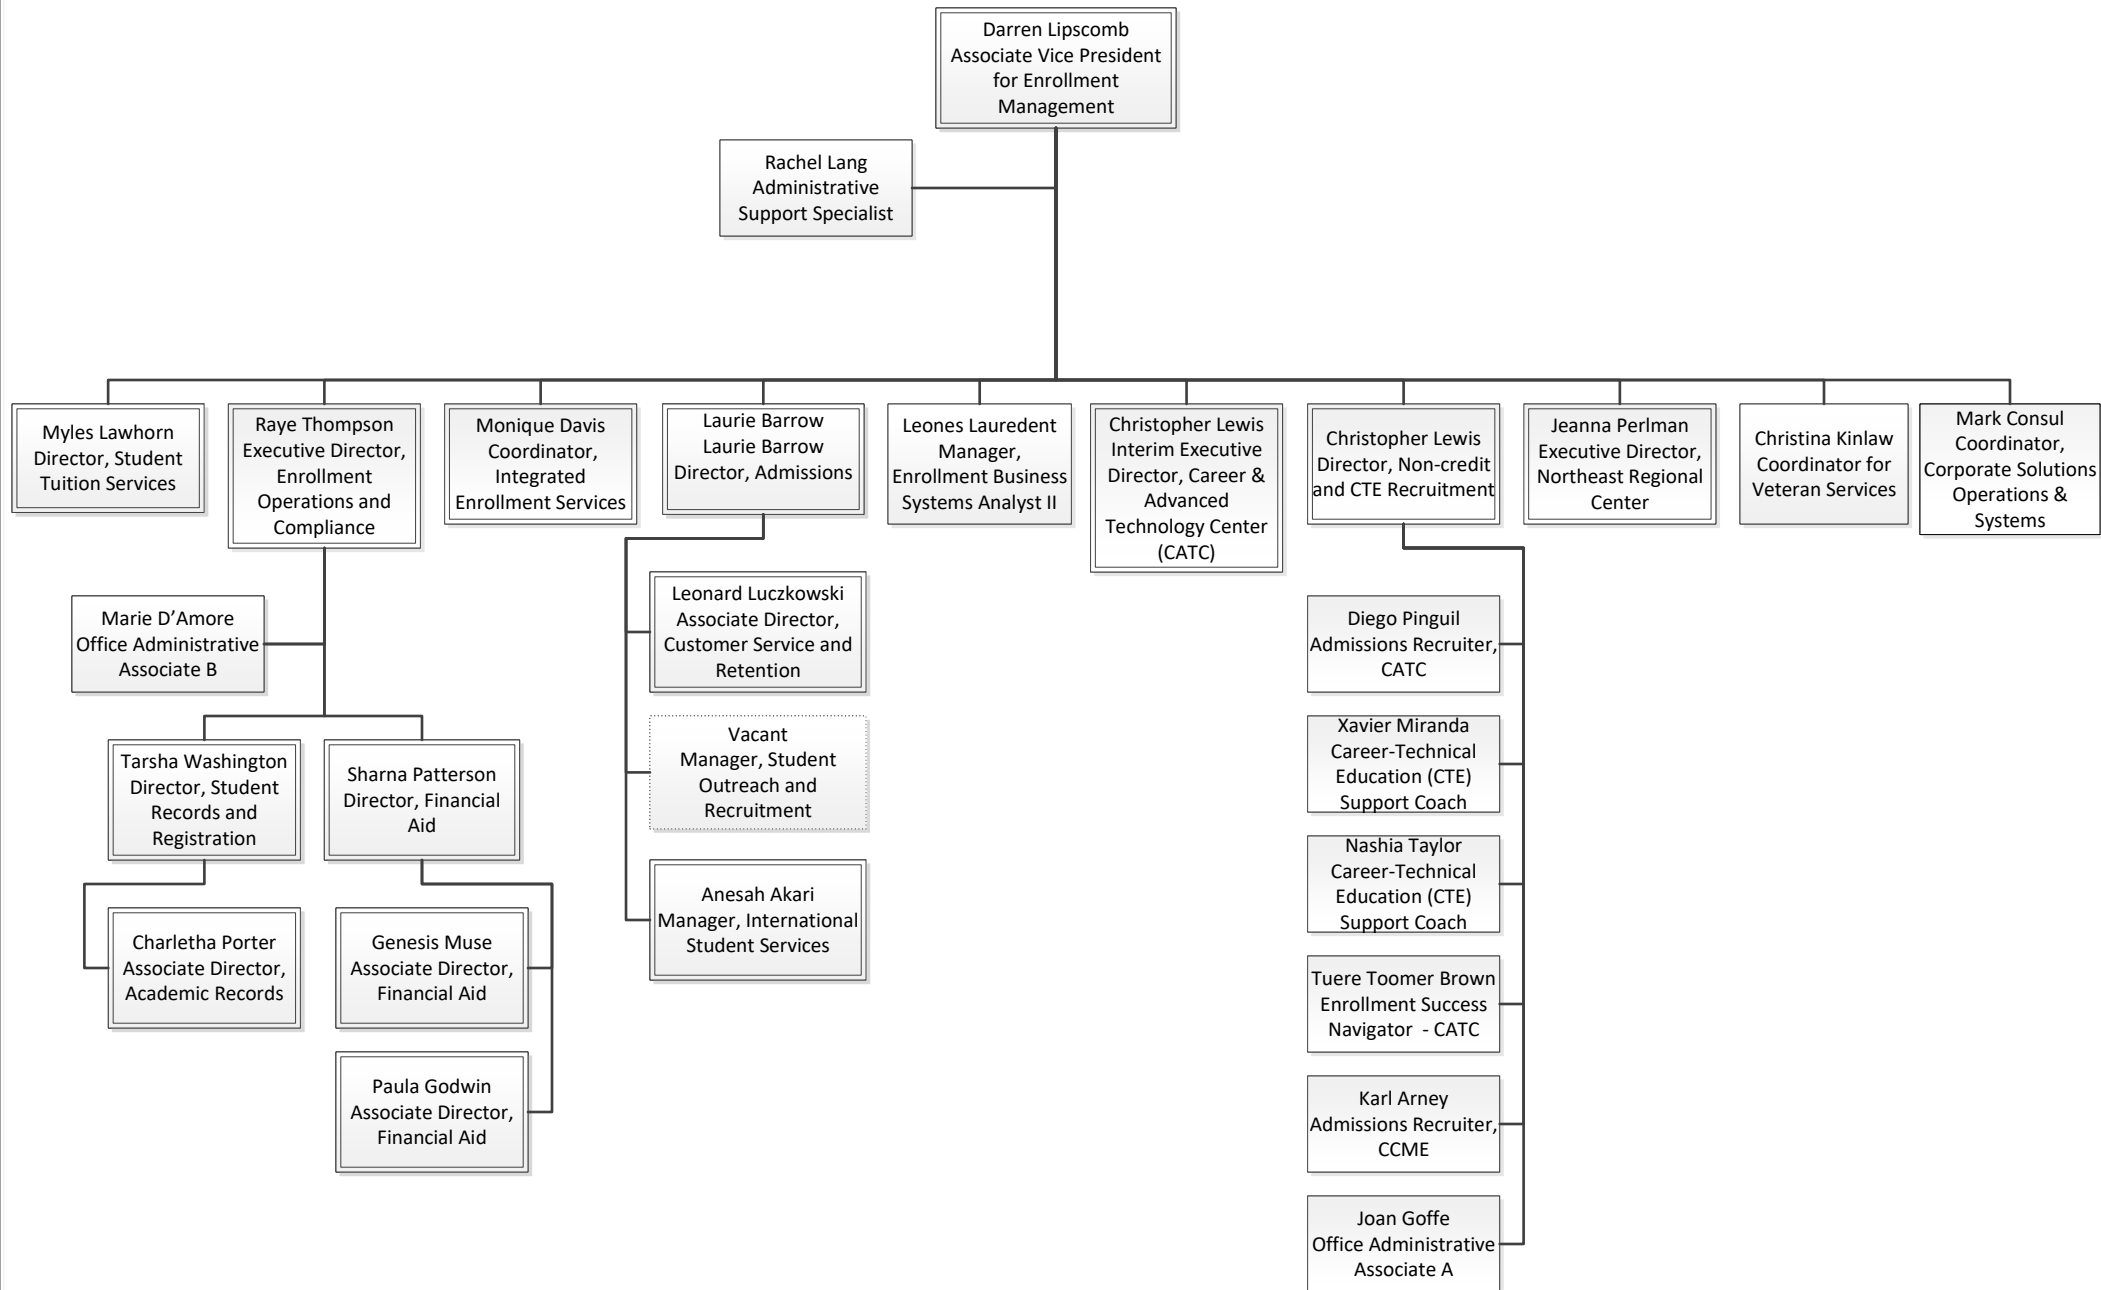 Darren Lipscomb
Associate Vice President
for Enrollment
Management
Rachel Lang
Administrative
Support Specialist
Myles Lawhorn
Director, Student
Tuition Services
Raye Thompson
Executive Director,
Enrollment
Operations and
Compliance
Monique Davis
Coordinator,
Integrated
Enrollment Services
Laurie Barrow
Laurie Barrow
Director, Admissions
Leones Lauredent
Manager,
Enrollment Business
Systems Analyst II
Christopher Lewis
Interim Executive
Director, Career &
Advanced
Technology Center
(CATC)
Christopher Lewis
Director, Non-credit
and CTE Recruitment
Jeanna Perlman
Executive Director,
Northeast Regional
Center
Christina Kinlaw
Coordinator for
Veteran Services
Mark Consul
Coordinator,
Corporate Solutions
Operations &
Systems
Marie D’Amore
Office Administrative
Associate B
Tarsha Washington
Director, Student
Records and
Registration
Sharna Patterson
Director, Financial
Aid
Charletha Porter
Associate Director,
Academic Records
Genesis Muse
Associate Director,
Financial Aid
Paula Godwin
Associate Director,
Financial Aid
Leonard Luczkowski
Associate Director,
Customer Service and
Retention
Vacant
Manager, Student
Outreach and
Recruitment
Anesah Akari
Manager, International
Student Services
Diego Pinguil
Admissions Recruiter,
CATC
Xavier Miranda
Career-Technical
Education (CTE)
Support Coach
Nashia Taylor
Career-Technical
Education (CTE)
Support Coach
Tuere Toomer Brown
Enrollment Success
Navigator - CATC
Karl Arney
Admissions Recruiter,
CCME
Joan Goffe
Office Administrative
Associate A